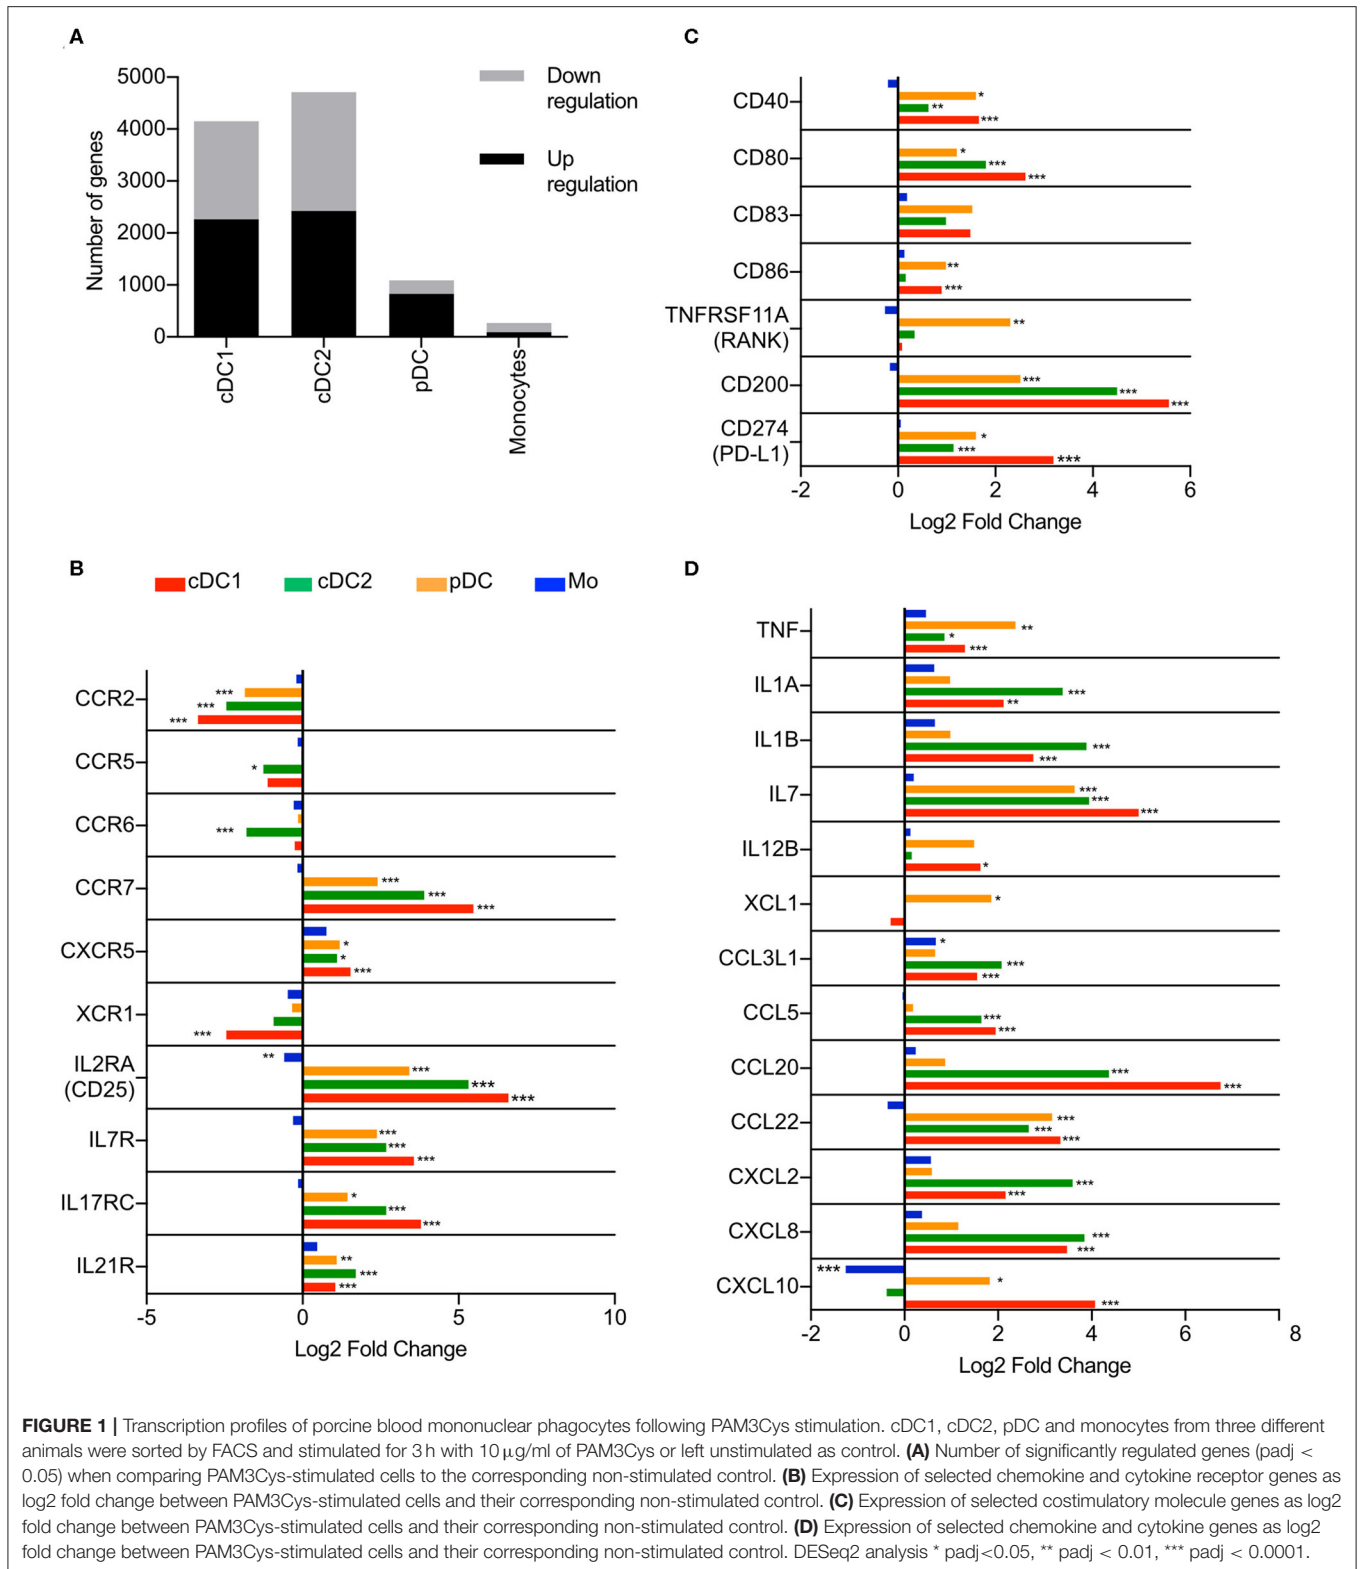 A
5000
4000
3000
2000
1000
0
Number of genes
cDC1
cDC2
pDC
Monocytes
Down
regulation
Up
regulation
C
CD40
*
**
***
CD80
*
***
***
CD83
CD86
**
***
TNFRSF11A
(RANK)
**
CD200
***
***
***
CD274
(PD-L1)
*
***
***
-2 0 2 4 6
Log2 Fold Change
B
cDC1 cDC2 pDC Mo
CCR2
***
***
***
CCR5
*
CCR6
***
CCR7
***
***
***
CXCR5
*
*
***
XCR1
***
IL2RA
(CD25)
**
***
***
***
IL7R
***
***
***
IL17RC
*
***
***
IL21R
**
***
***
-5 0 5 10
Log2 Fold Change
D
TNF
**
*
***
IL1A
***
**
IL1B
***
***
IL7
***
***
***
IL12B
*
XCL1
*
CCL3L1
*
***
***
CCL5
***
***
CCL20
***
***
CCL22
***
***
***
CXCL2
***
***
CXCL8
***
***
CXCL10
***
*
***
-2 0 2 4 6 8
Log2 Fold Change
FIGURE 1 | Transcription profiles of porcine blood mononuclear phagocytes following PAM3Cys stimulation. cDC1, cDC2, pDC and monocytes from three different
animals were sorted by FACS and stimulated for 3 h with 10 μg/ml of PAM3Cys or left unstimulated as control. (A) Number of significantly regulated genes (padj <
0.05) when comparing PAM3Cys-stimulated cells to the corresponding non-stimulated control. (B) Expression of selected chemokine and cytokine receptor genes as
log2 fold change between PAM3Cys-stimulated cells and their corresponding non-stimulated control. (C) Expression of selected costimulatory molecule genes as log2
fold change between PAM3Cys-stimulated cells and their corresponding non-stimulated control. (D) Expression of selected chemokine and cytokine genes as log2
fold change between PAM3Cys-stimulated cells and their corresponding non-stimulated control. DESeq2 analysis * padj<0.05, ** padj < 0.01, *** padj < 0.0001.